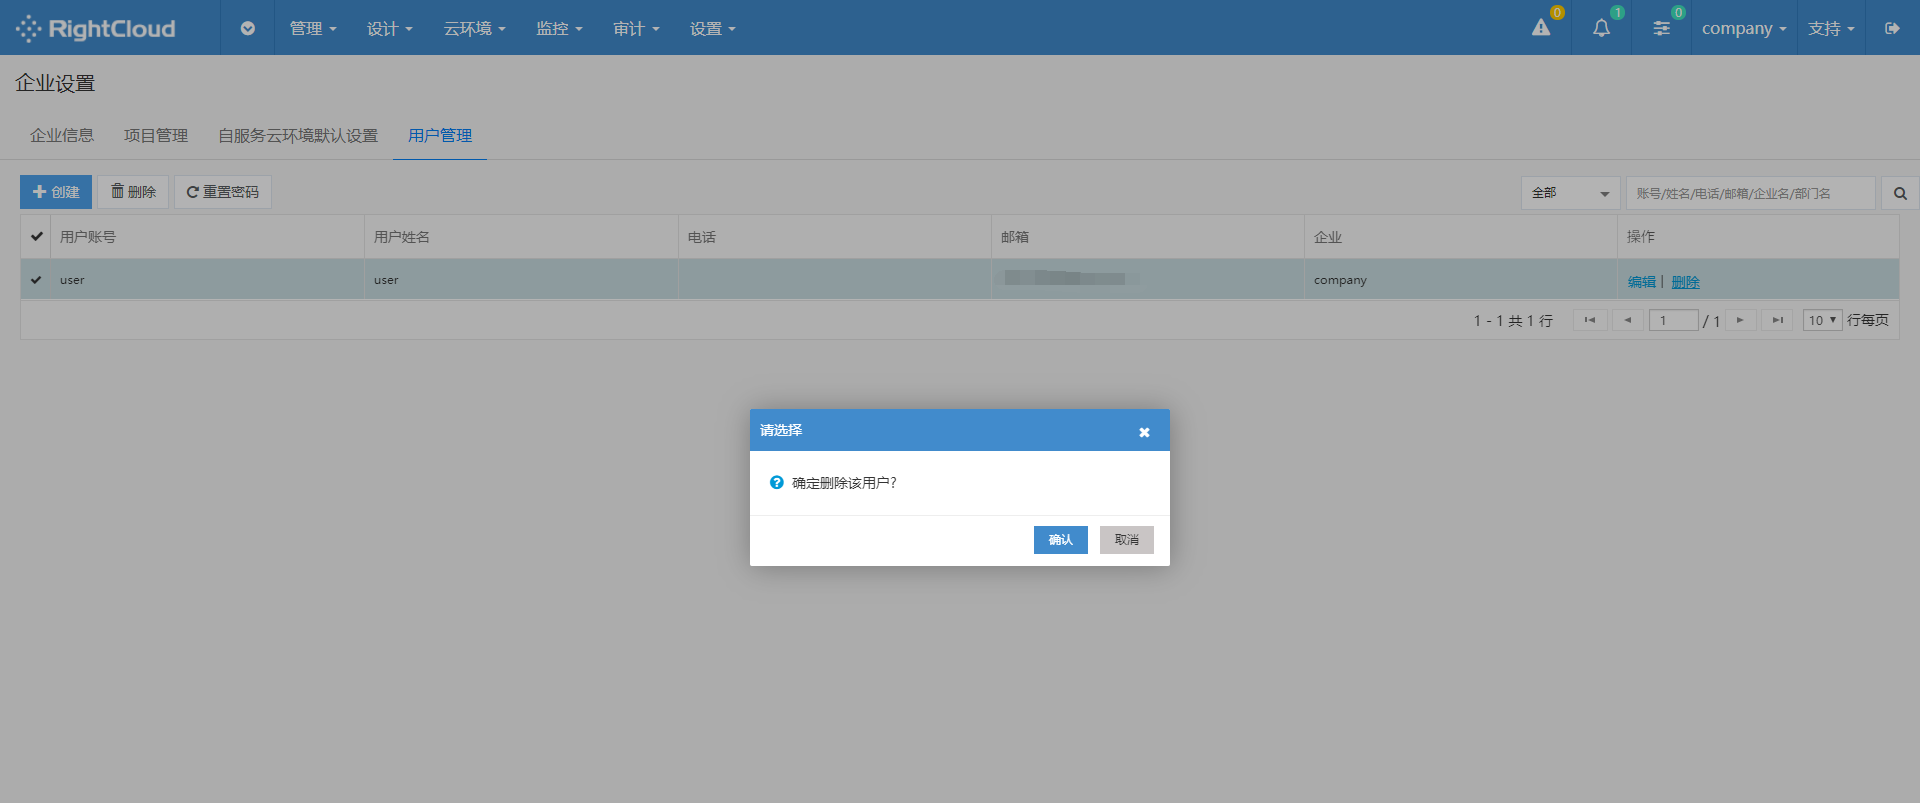 RightCloud 管理 设计 云环境 监控 审计 设置 0 1 0 company 支持
企业设置
企业信息 项目管理 自服务云环境默认设置 用户管理
创建 删除 重置密码 全部 账号/姓名/电话/邮箱/企业名/部门名
用户账号 用户姓名 电话 邮箱 企业 操作
user user company 编辑 | 删除
1 - 1 共 1 行 1 / 1 10 行每页
请选择
确定删除该用户?
确认 取消